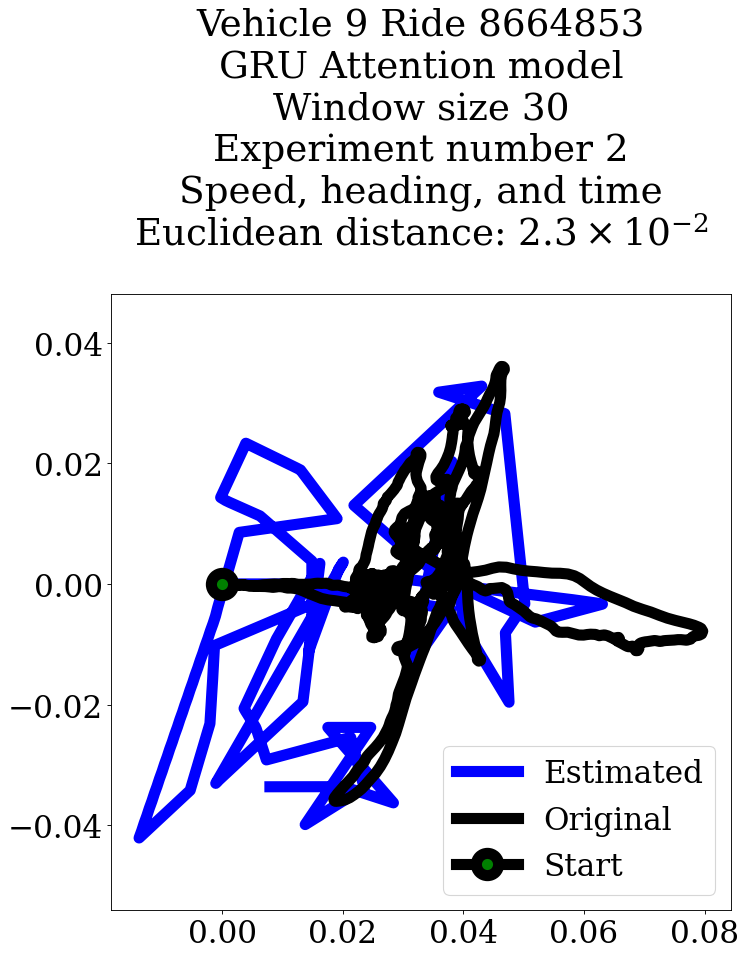 Vehicle 9 Ride 8664853
GRU Attention model
Window size 30
Experiment number 2
Speed, heading, and time
Euclidean distance: 2.3 × 10⁻²
0.04
0.02
0.00
−0.02
−0.04
Estimated
Original
Start
0.00 0.02 0.04 0.06 0.08